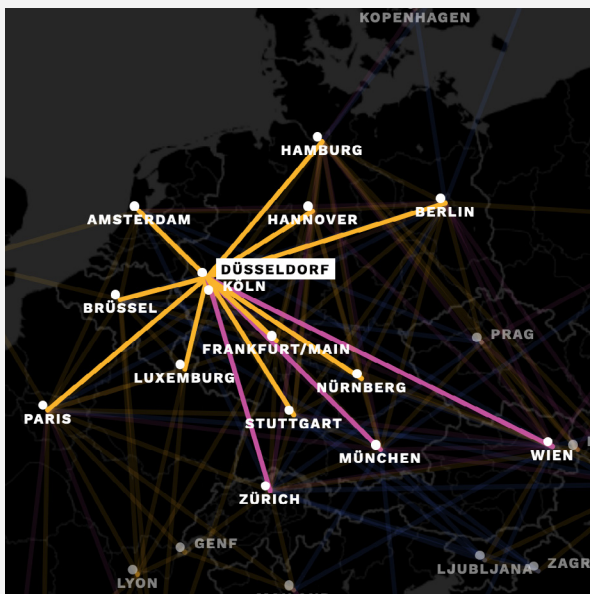 KOPENHAGEN
HAMBURG
AMSTERDAM
HANNOVER
BERLIN
DÜSSELDORF
KÖLN
BRÜSSEL
PRAG
FRANKFURT/MAIN
LUXEMBURG
NÜRNBERG
PARIS
STUTTGART
MÜNCHEN
WIEN
ZÜRICH
GENF
LJUBLJANA
ZAGR
LYON